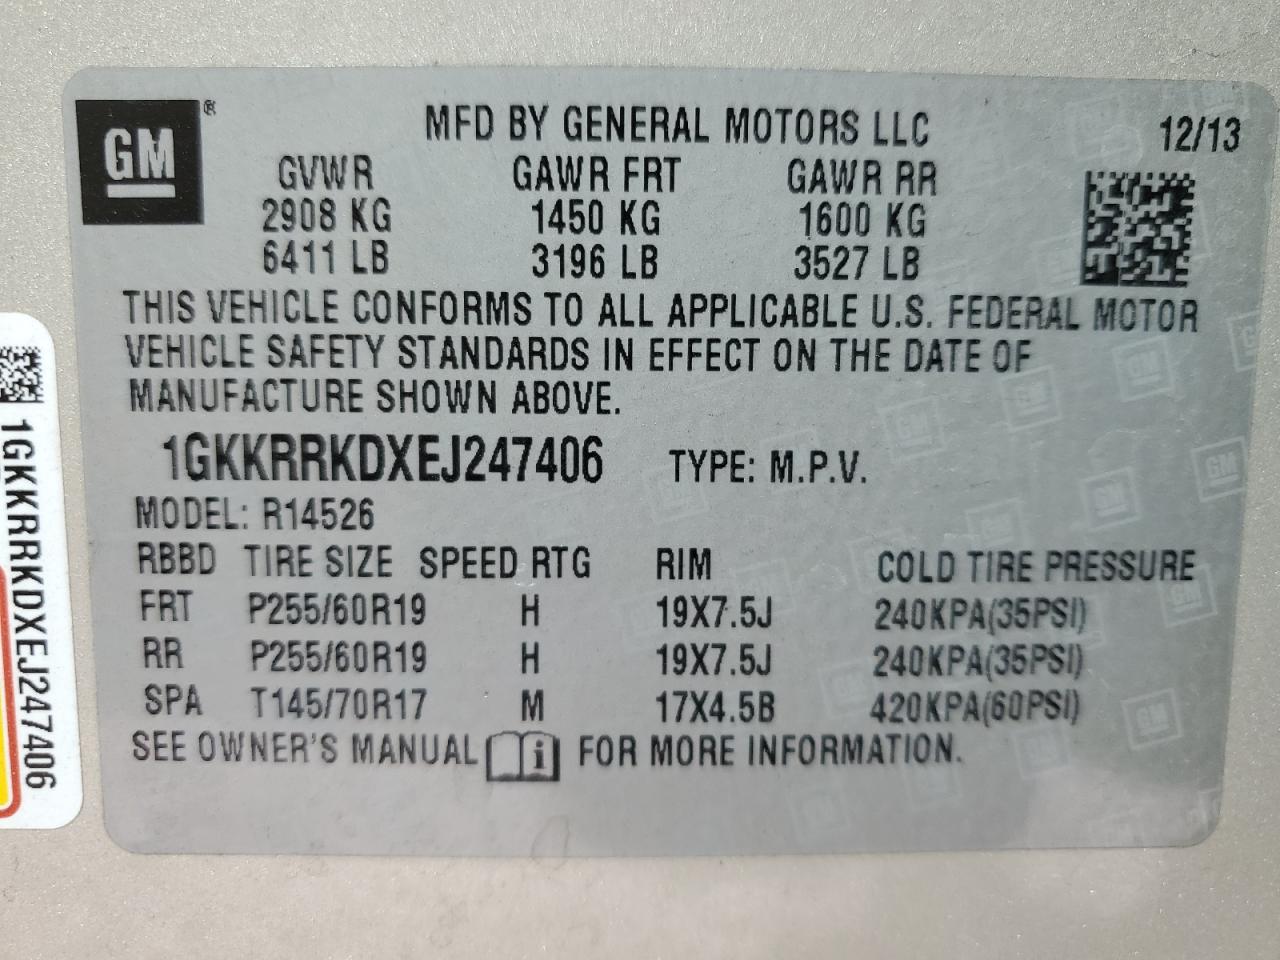 GM ®
MFD BY GENERAL MOTORS LLC 12/13
GVWR GAWR FRT GAWR RR
2908 KG 1450 KG 1600 KG
6411 LB 3196 LB 3527 LB
THIS VEHICLE CONFORMS TO ALL APPLICABLE U.S. FEDERAL MOTOR
VEHICLE SAFETY STANDARDS IN EFFECT ON THE DATE OF
MANUFACTURE SHOWN ABOVE.
1GKKRRKDXEJ247406 TYPE: M.P.V.
MODEL: R14526
RBBD TIRE SIZE SPEED RTG RIM COLD TIRE PRESSURE
FRT P255/60R19 H 19X7.5J 240KPA(35PSI)
RR P255/60R19 H 19X7.5J 240KPA(35PSI)
SPA T145/70R17 M 17X4.5B 420KPA(60PSI)
SEE OWNER'S MANUAL i FOR MORE INFORMATION.
1GKKRRKDXEJ247406